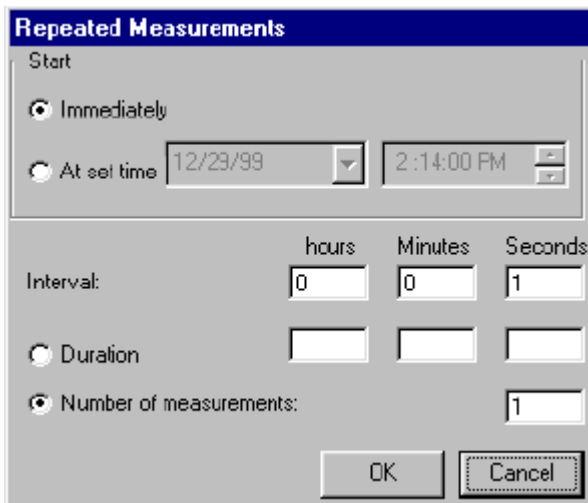 Repeated Measurements
Start
Immediately
At set time 12/29/99 2:14:00 PM
hours Minutes Seconds
Interval: 0 0 1
Duration
Number of measurements: 1
OK Cancel